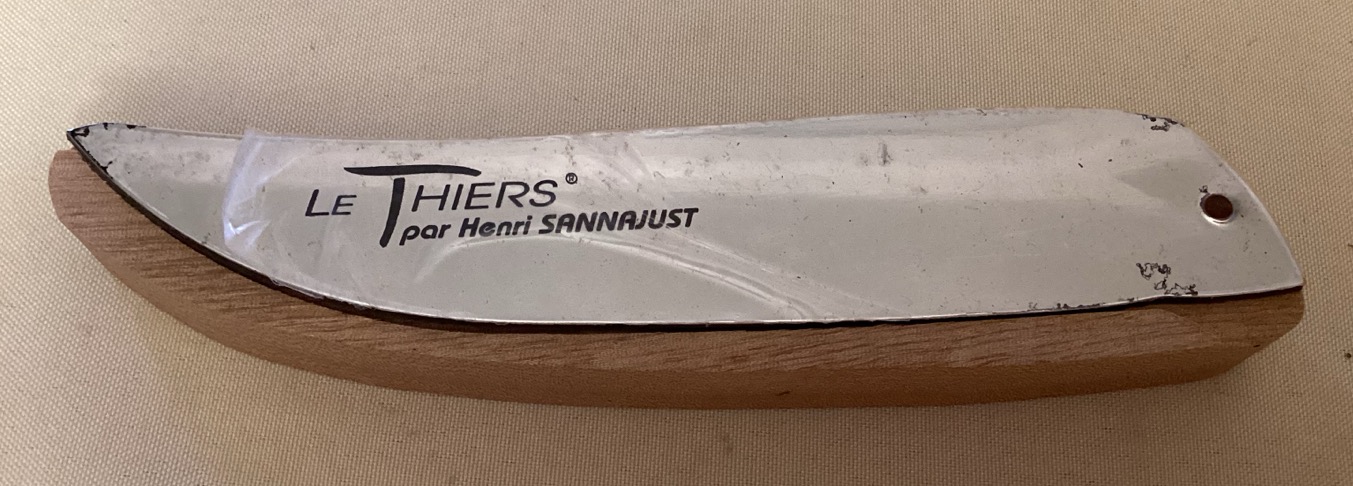 LE THIERS®
par Henri SANNAJUST